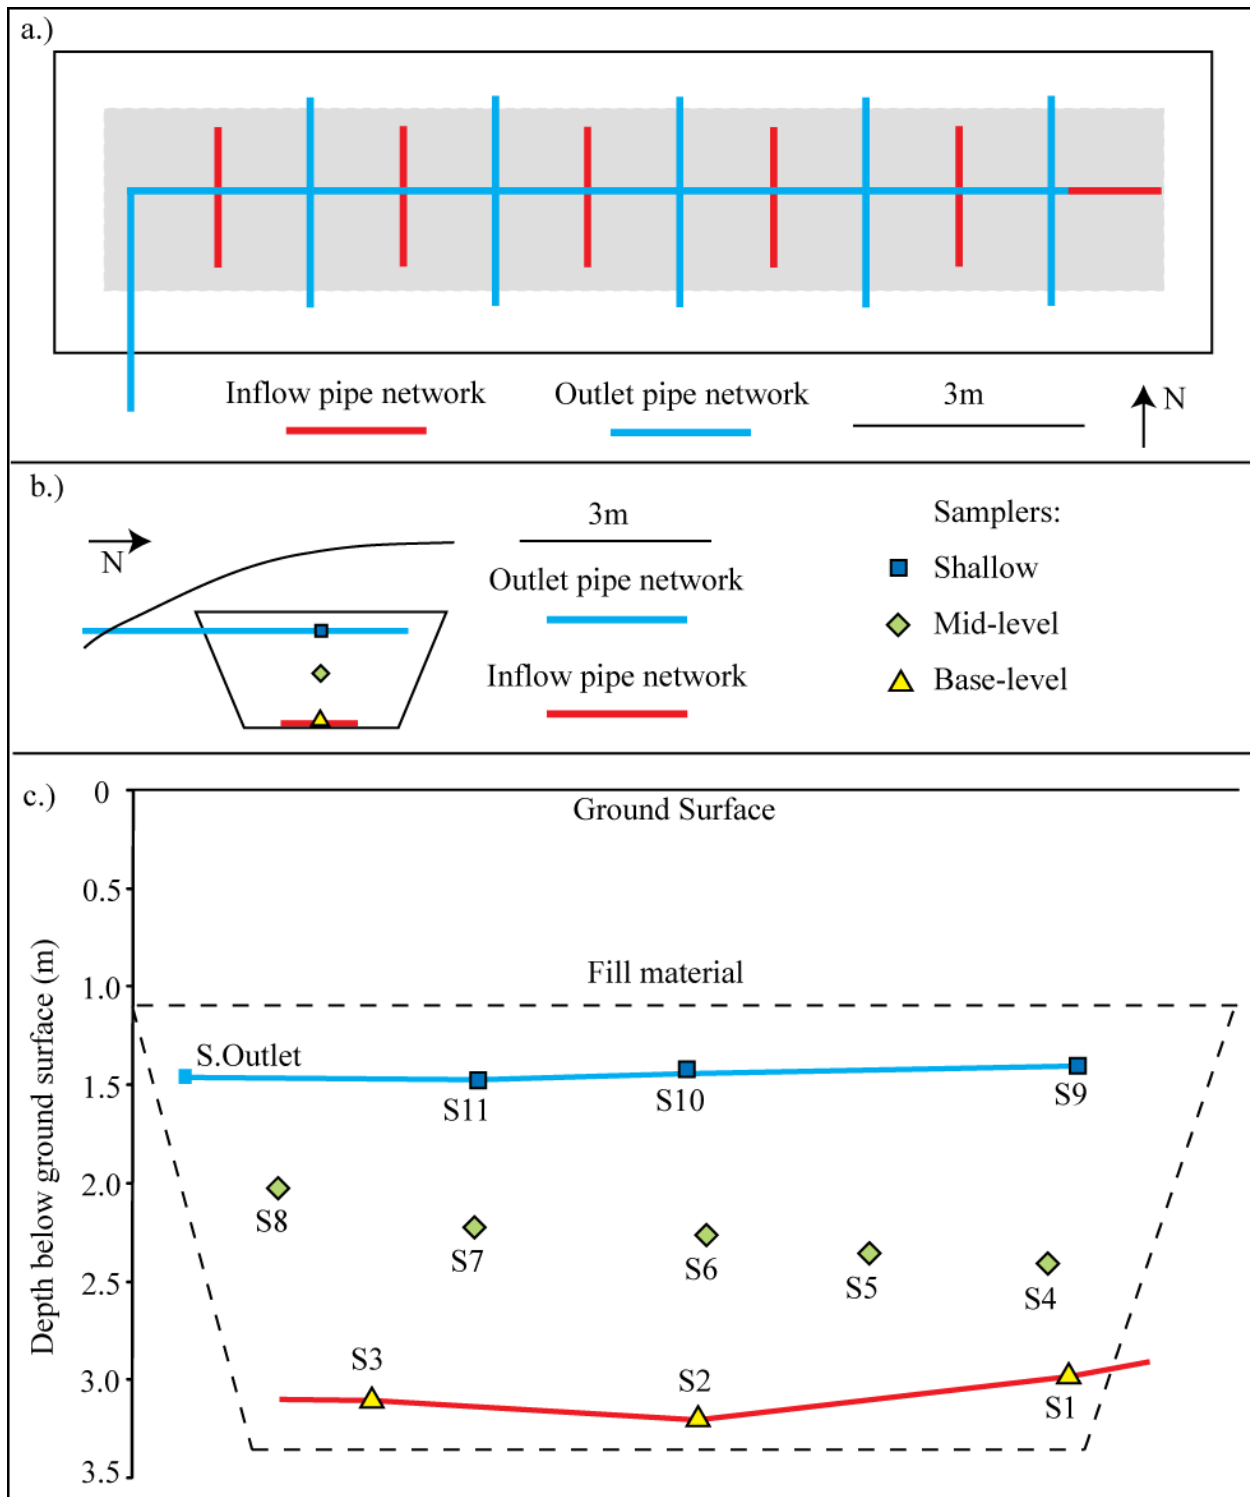 a.)
Inflow pipe network
Outlet pipe network
3m
N
b.)
N
3m
Outlet pipe network
Inflow pipe network
Samplers:
Shallow
Mid-level
Base-level
c.)
0
Ground Surface
0.5
Fill material
1.0
S.Outlet
1.5
S11
S10
S9
2.0
S8
S7
S6
S5
S4
2.5
3.0
S3
S2
S1
3.5
Depth below ground surface (m)